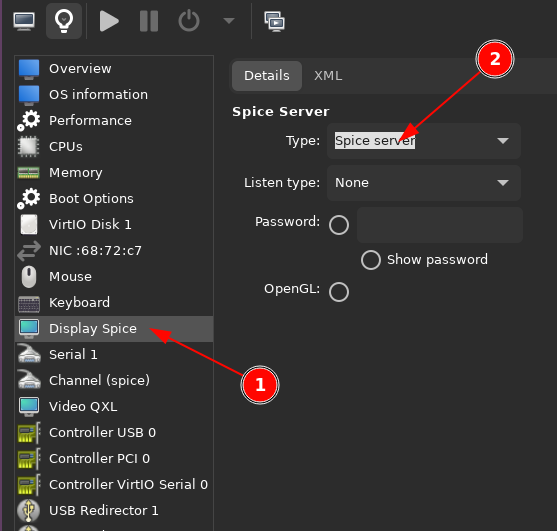 2
Overview
OS information
Performance
CPUs
Memory
Boot Options
VirtIO Disk 1
NIC :68:72:c7
Mouse
Keyboard
Display Spice
Serial 1
Channel (spice)
Video QXL
Controller USB 0
Controller PCI 0
Controller VirtIO Serial 0
USB Redirector 1
1
Details XML
Spice Server
Type: Spice server
Listen type: None
Password:
Show password
OpenGL: